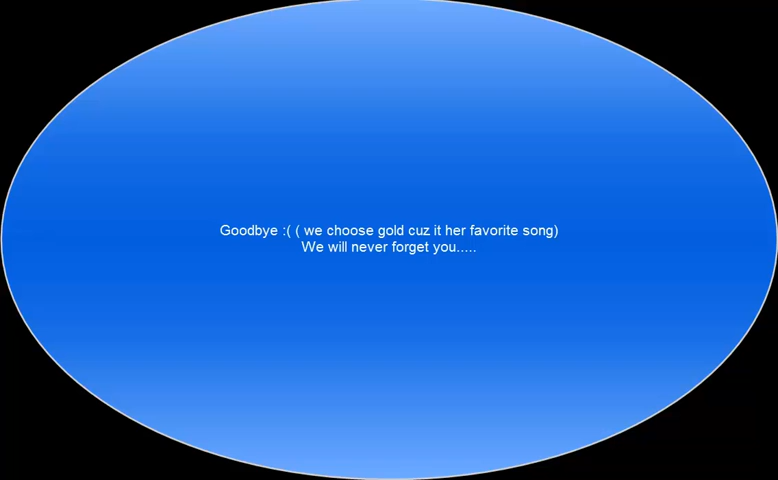 Goodbye :( ( we choose gold cuz it her favorite song)
We will never forget you.....